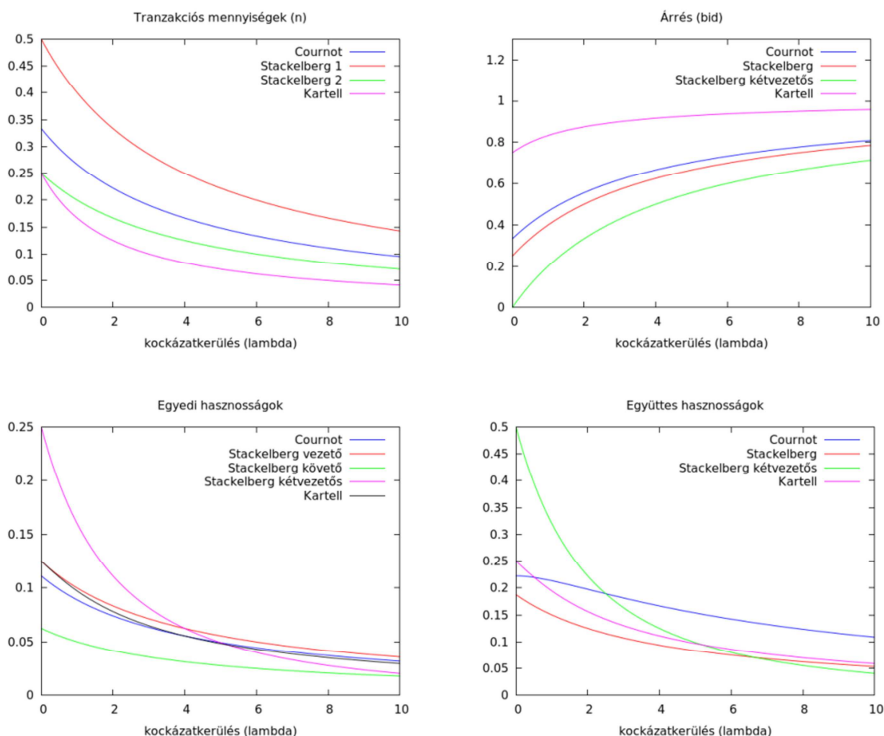 Tranzakciós mennyiségek (n)
0.5
0.45
0.4
0.35
0.3
0.25
0.2
0.15
0.1
0.05
0
0 2 4 6 8 10
Cournot
Stackelberg 1
Stackelberg 2
Kartell
kockázatkerülés (lambda)
Árrés (bid)
1.2
1
0.8
0.6
0.4
0.2
0
0 2 4 6 8 10
Cournot
Stackelberg
Stackelberg kétvezetős
Kartell
kockázatkerülés (lambda)
Egyedi hasznosságok
0.25
0.2
0.15
0.1
0.05
0
0 2 4 6 8 10
Cournot
Stackelberg vezető
Stackelberg követő
Stackelberg kétvezetős
Kartell
kockázatkerülés (lambda)
Együttes hasznosságok
0.5
0.45
0.4
0.35
0.3
0.25
0.2
0.15
0.1
0.05
0
0 2 4 6 8 10
Cournot
Stackelberg
Stackelberg kétvezetős
Kartell
kockázatkerülés (lambda)